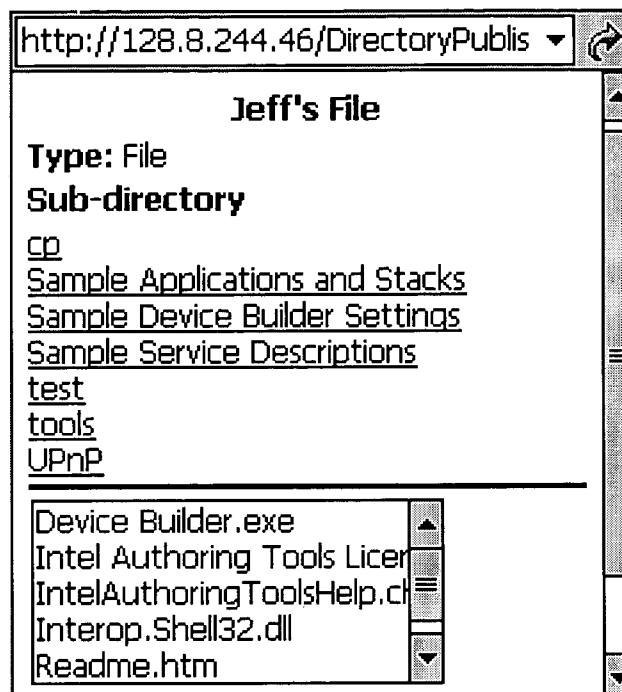 http://128.8.244.46/DirectoryPublis
Jeff's File
Type: File
Sub-directory
cp
Sample Applications and Stacks
Sample Device Builder Settings
Sample Service Descriptions
test
tools
UPnP
Device Builder.exe
Intel Authoring Tools Licen
IntelAuthoringToolsHelp.ch
Interop.Shell32.dll
Readme.htm